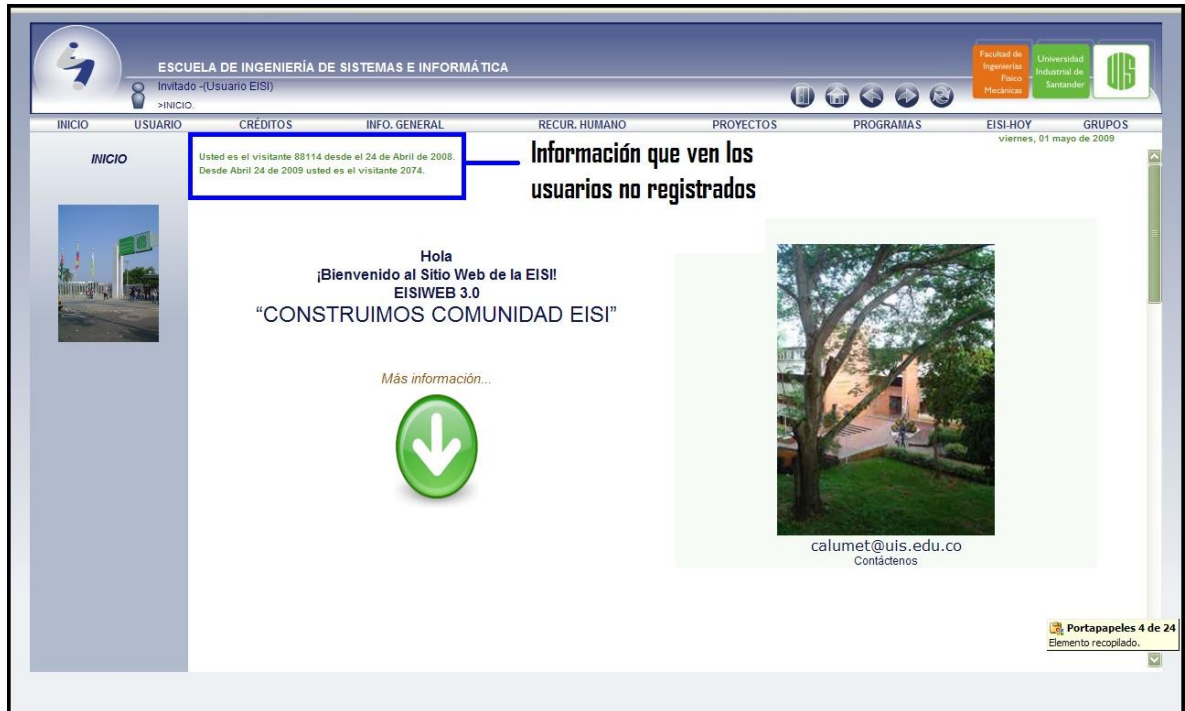 ESCUELA DE INGENIERÍA DE SISTEMAS E INFORMÁTICA
Invitado -(Usuario EISI)
>INICIO.
Facultad de
Ingenierías
Físico
Mecánicas
Universidad
Industrial de
Santander
INICIO USUARIO CRÉDITOS INFO. GENERAL RECUR. HUMANO PROYECTOS PROGRAMAS EISI-HOY GRUPOS
viernes, 01 mayo de 2009
INICIO
Usted es el visitante 88114 desde el 24 de Abril de 2008.
Desde Abril 24 de 2009 usted es el visitante 2074.
Información que ven los
usuarios no registrados
Hola
¡Bienvenido al Sitio Web de la EISI!
EISIWEB 3.0
“CONSTRUIMOS COMUNIDAD EISI”
Más información...
calumet@uis.edu.co
Contáctenos
Portapapeles 4 de 24
Elemento recopilado.